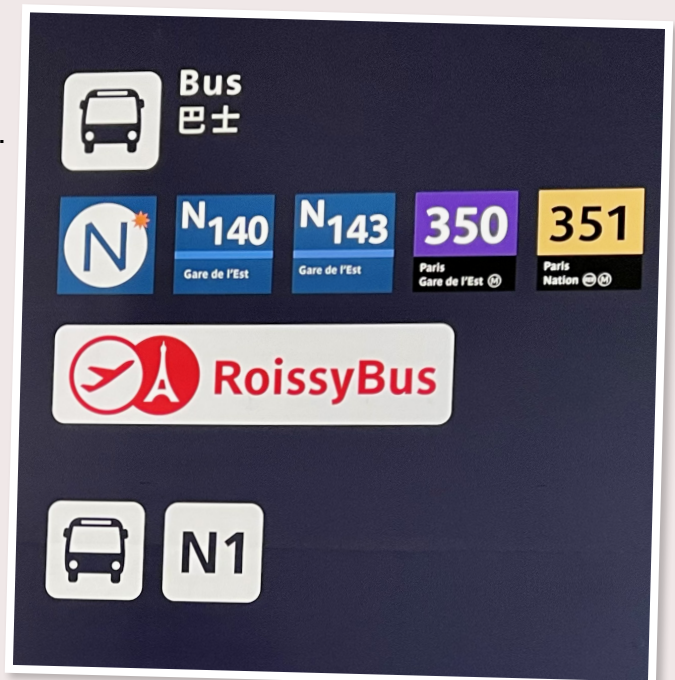 Bus
巴士
N N140 N143 350 351
Gare de l'Est Gare de l'Est Paris Gare de l'Est M Paris Nation RER M
RoissyBus
N1